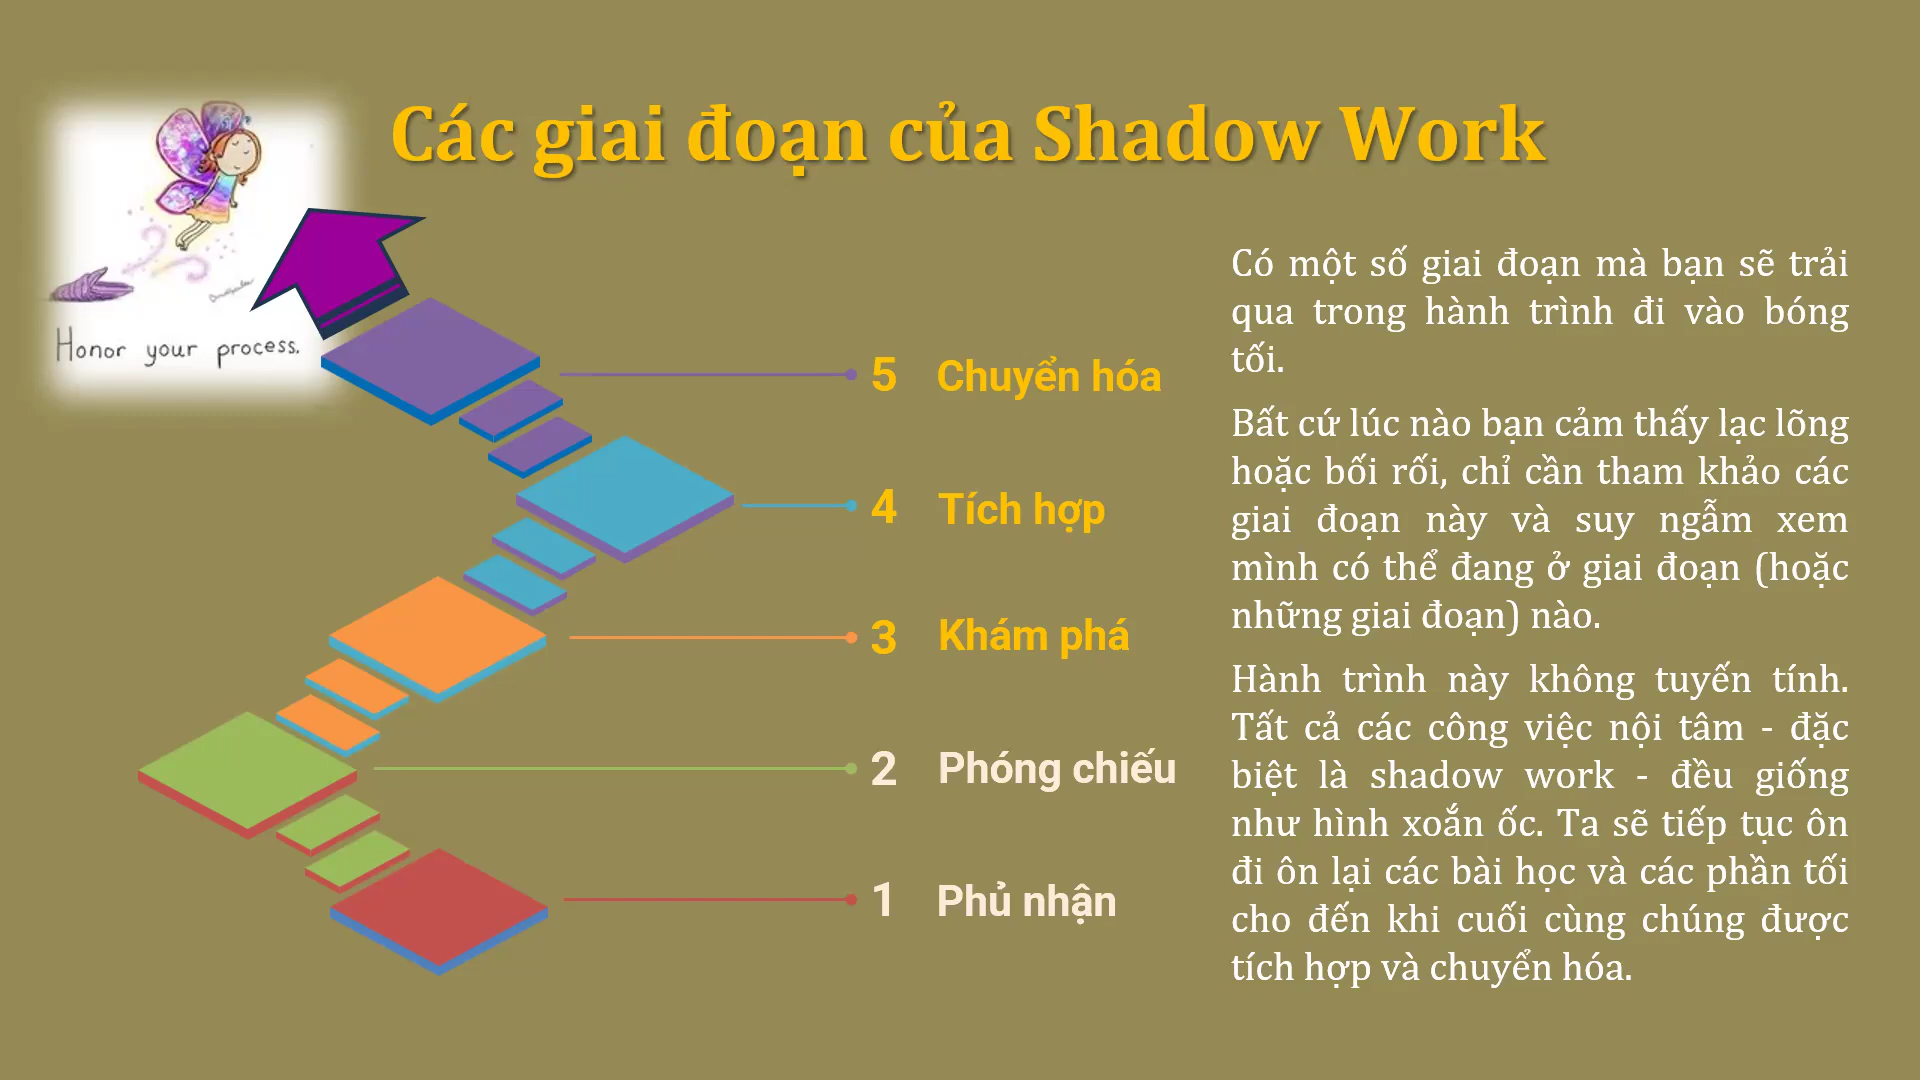 Các giai đoạn của Shadow Work
Honor your process.
5 Chuyển hóa
4 Tích hợp
3 Khám phá
2 Phóng chiếu
1 Phủ nhận
Có một số giai đoạn mà bạn sẽ trải
qua trong hành trình đi vào bóng
tối.
Bất cứ lúc nào bạn cảm thấy lạc lõng
hoặc bối rối, chỉ cần tham khảo các
giai đoạn này và suy ngẫm xem
mình có thể đang ở giai đoạn (hoặc
những giai đoạn) nào.
Hành trình này không tuyến tính.
Tất cả các công việc nội tâm - đặc
biệt là shadow work - đều giống
như hình xoắn ốc. Ta sẽ tiếp tục ôn
đi ôn lại các bài học và các phần tối
cho đến khi cuối cùng chúng được
tích hợp và chuyển hóa.